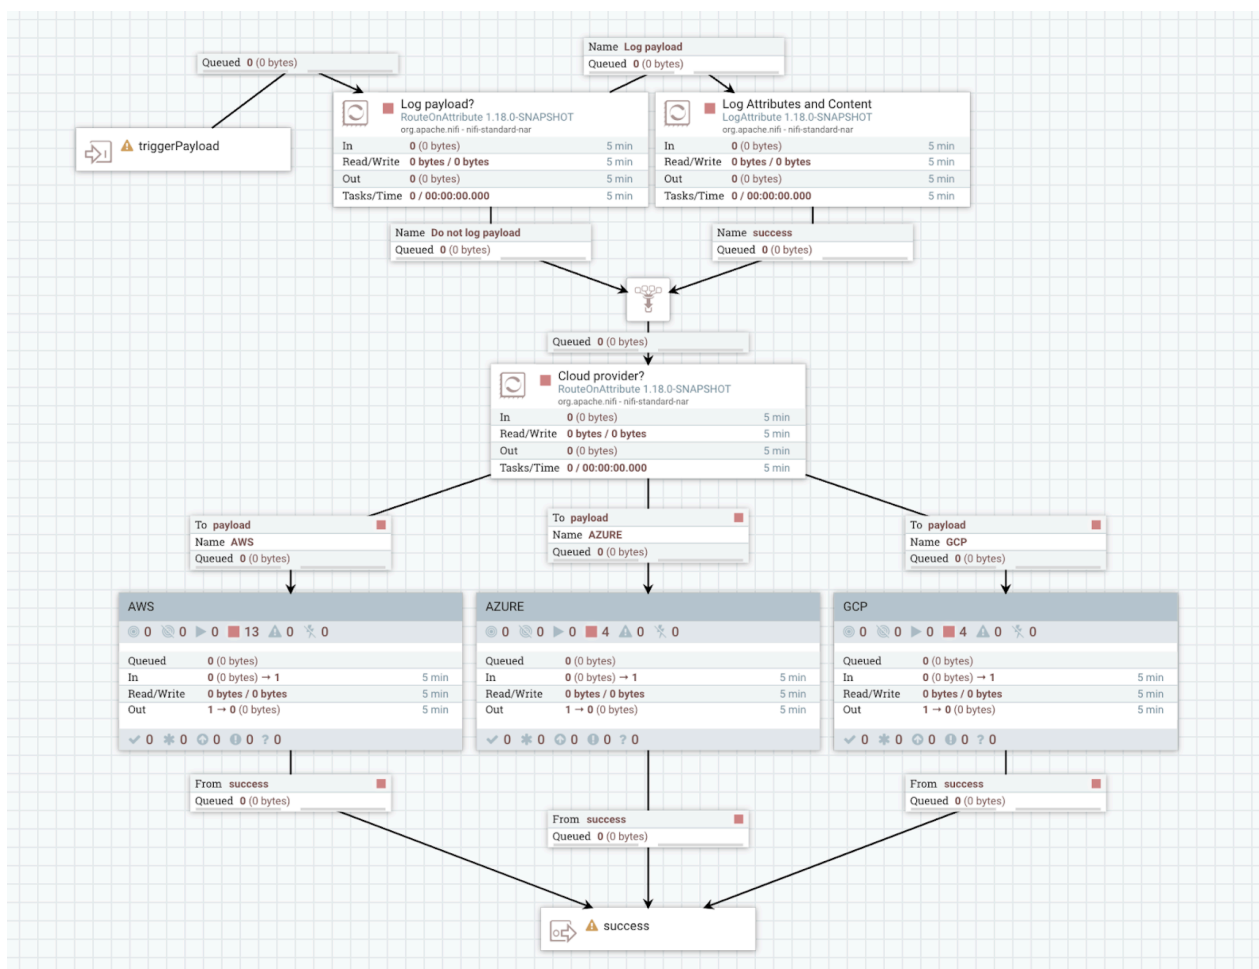 Name Log payload
Queued 0 (0 bytes)
Queued 0 (0 bytes)
triggerPayload
Log payload?
RouteOnAttribute 1.18.0-SNAPSHOT
org.apache.nifi - nifi-standard-nar
In 0 (0 bytes) 5 min
Read/Write 0 bytes / 0 bytes 5 min
Out 0 (0 bytes) 5 min
Tasks/Time 0 / 00:00:00.000 5 min
Log Attributes and Content
LogAttribute 1.18.0-SNAPSHOT
org.apache.nifi - nifi-standard-nar
In 0 (0 bytes) 5 min
Read/Write 0 bytes / 0 bytes 5 min
Out 0 (0 bytes) 5 min
Tasks/Time 0 / 00:00:00.000 5 min
Name Do not log payload
Queued 0 (0 bytes)
Name success
Queued 0 (0 bytes)
Queued 0 (0 bytes)
Cloud provider?
RouteOnAttribute 1.18.0-SNAPSHOT
org.apache.nifi - nifi-standard-nar
In 0 (0 bytes) 5 min
Read/Write 0 bytes / 0 bytes 5 min
Out 0 (0 bytes) 5 min
Tasks/Time 0 / 00:00:00.000 5 min
To payload
Name AWS
Queued 0 (0 bytes)
To payload
Name AZURE
Queued 0 (0 bytes)
To payload
Name GCP
Queued 0 (0 bytes)
AWS
0 0 0 13 0 0
Queued 0 (0 bytes)
In 0 (0 bytes) → 1 5 min
Read/Write 0 bytes / 0 bytes 5 min
Out 1 → 0 (0 bytes) 5 min
0 0 0 0 ? 0
AZURE
0 0 0 4 0 0
Queued 0 (0 bytes)
In 0 (0 bytes) → 1 5 min
Read/Write 0 bytes / 0 bytes 5 min
Out 1 → 0 (0 bytes) 5 min
0 0 0 0 ? 0
GCP
0 0 0 4 0 0
Queued 0 (0 bytes)
In 0 (0 bytes) → 1 5 min
Read/Write 0 bytes / 0 bytes 5 min
Out 1 → 0 (0 bytes) 5 min
0 0 0 0 ? 0
From success
Queued 0 (0 bytes)
From success
Queued 0 (0 bytes)
From success
Queued 0 (0 bytes)
success